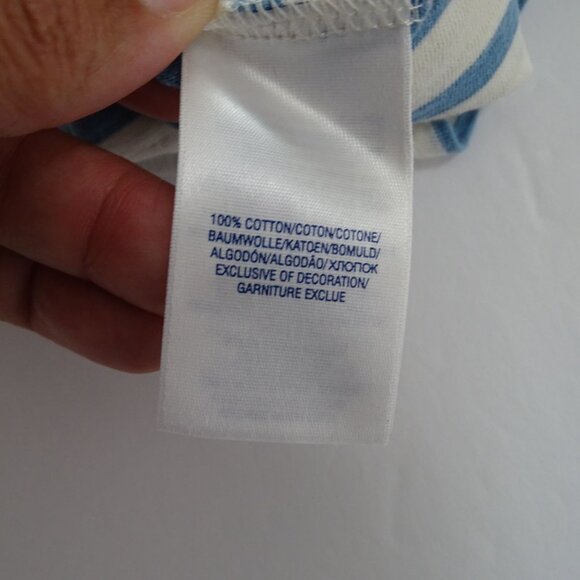 100% COTTON/COTON/COTONE/
BAUMWOLLE/KATOEN/BOMULD/
ALGODÓN/ALGODÃO/ХЛОПОК
EXCLUSIVE OF DECORATION/
GARNITURE EXCLUE